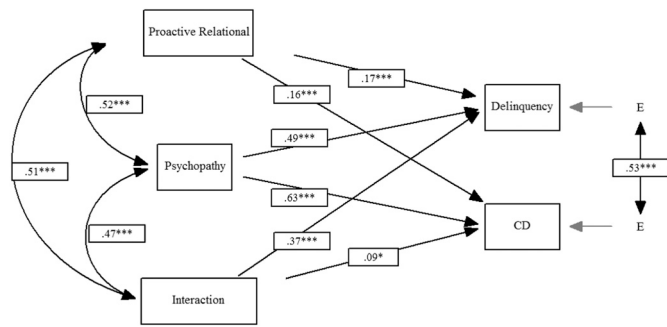 Proactive Relational
.17***
.16***
Delinquency
E
.52***
.49***
.51***
Psychopathy
.53***
.63***
CD
E
.47***
.37***
.09*
Interaction